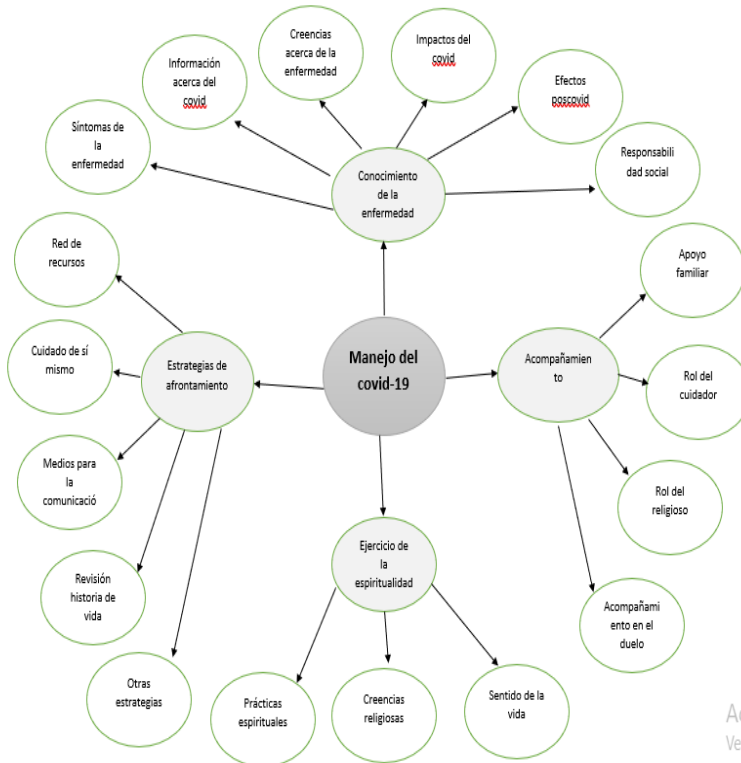 Creencias
acerca de la
enfermedad
Impactos del
covid
Información
acerca del
covid
Efectos
poscovid
Síntomas de
la
enfermedad
Responsabili
dad social
Conocimiento
de la
enfermedad
Red de
recursos
Apoyo
familiar
Cuidado de sí
mismo
Estrategias de
afrontamiento
Manejo del
covid-19
Acompañamien
to
Rol del
cuidador
Medios para
la
comunicació
Rol del
religioso
Ejercicio de
la
espiritualidad
Revisión
historia de
vida
Acompañami
ento en el
duelo
Otras
estrategias
Prácticas
espirituales
Creencias
religiosas
Sentido de la
vida